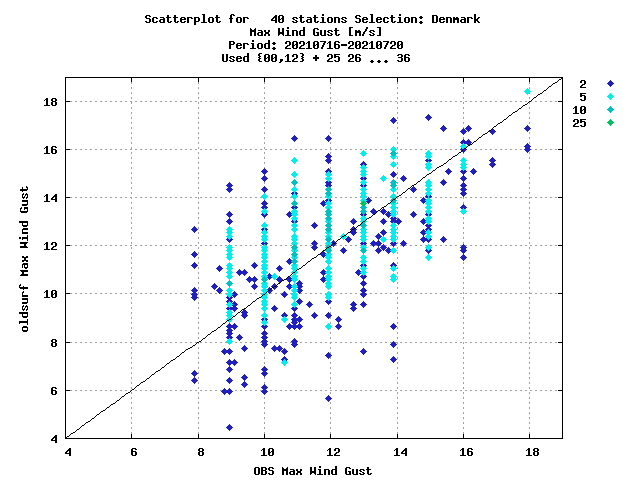 Scatterplot for   40 stations Selection: Denmark
Max Wind Gust [m/s]
Period: 20210716-20210720
Used {00,12} + 25 26 ... 36
2
5
10
25
18
16
14
12
10
8
6
4
oldsurf Max Wind Gust
4 6 8 10 12 14 16 18
OBS Max Wind Gust